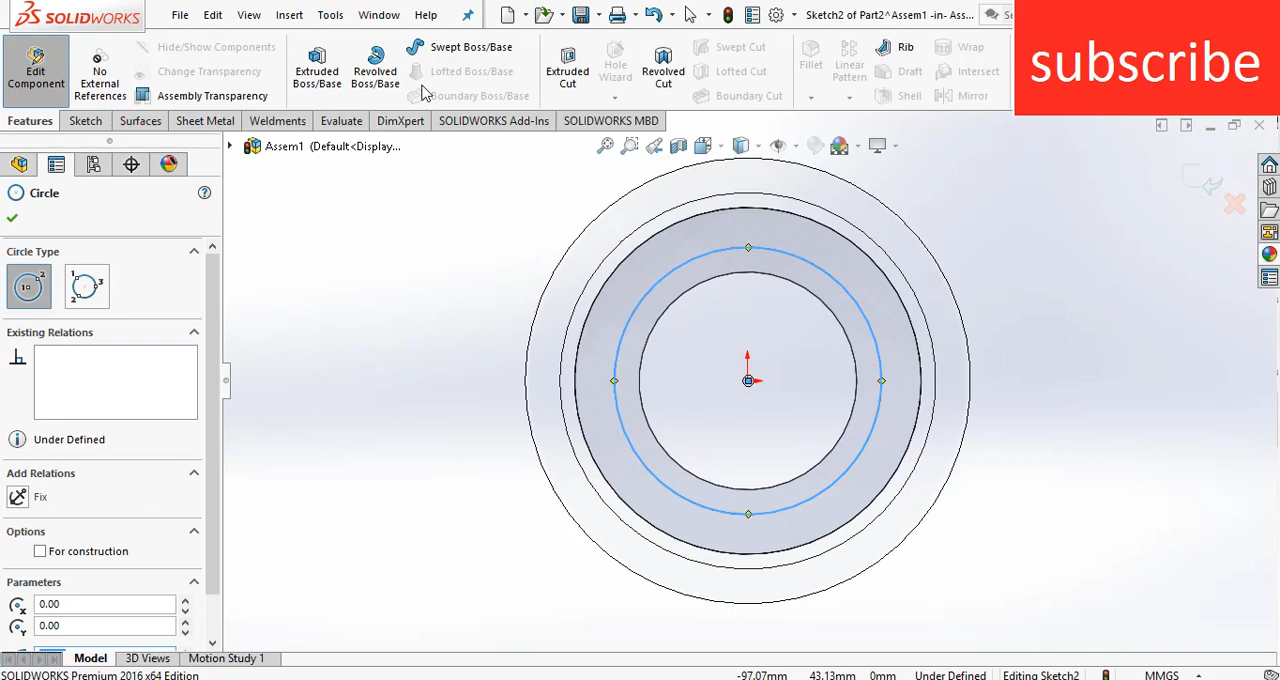 SOLIDWORKS File Edit View Insert Tools Window Help Sketch2 of Part2^Assem1 -in- Ass...
subscribe
Edit Component
No External References
Hide/Show Components
Change Transparency
Assembly Transparency
Extruded Boss/Base
Revolved Boss/Base
Swept Boss/Base
Lofted Boss/Base
Boundary Boss/Base
Extruded Cut
Hole Wizard
Revolved Cut
Swept Cut
Lofted Cut
Boundary Cut
Fillet
Linear Pattern
Rib
Draft
Shell
Wrap
Intersect
Mirror
Features Sketch Surfaces Sheet Metal Weldments Evaluate DimXpert SOLIDWORKS Add-Ins SOLIDWORKS MBD
Assem1 (Default<Display...
Circle
Circle Type
Existing Relations
Under Defined
Add Relations
Fix
Options
For construction
Parameters
0.00
0.00
Model 3D Views Motion Study 1
SOLIDWORKS Premium 2016 x64 Edition -97.07mm 43.13mm 0mm Under Defined Editing Sketch2 MMGS